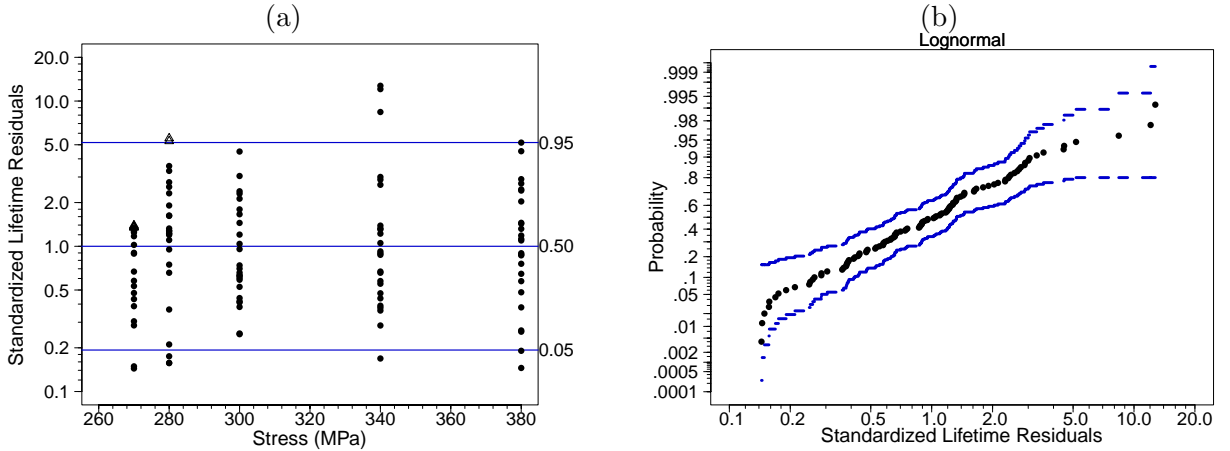 (a)
Standardized Lifetime Residuals
20.0
10.0
5.0
2.0
1.0
0.5
0.2
0.1
0.95
0.50
0.05
260 280 300 320 340 360 380
Stress (MPa)
(b)
Lognormal
Probability
.999
.995
.98
.95
.9
.8
.6
.4
.2
.1
.05
.01
.002
.0005
.0001
0.1 0.2 0.5 1.0 2.0 5.0 10.0 20.0
Standardized Lifetime Residuals